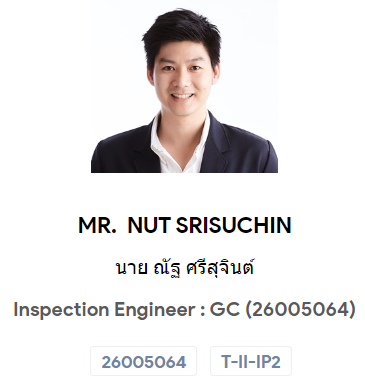 MR. NUT SRISUCHIN
นาย ณัฐ ศรีสุจินต์
Inspection Engineer : GC (26005064)
26005064 T-II-IP2